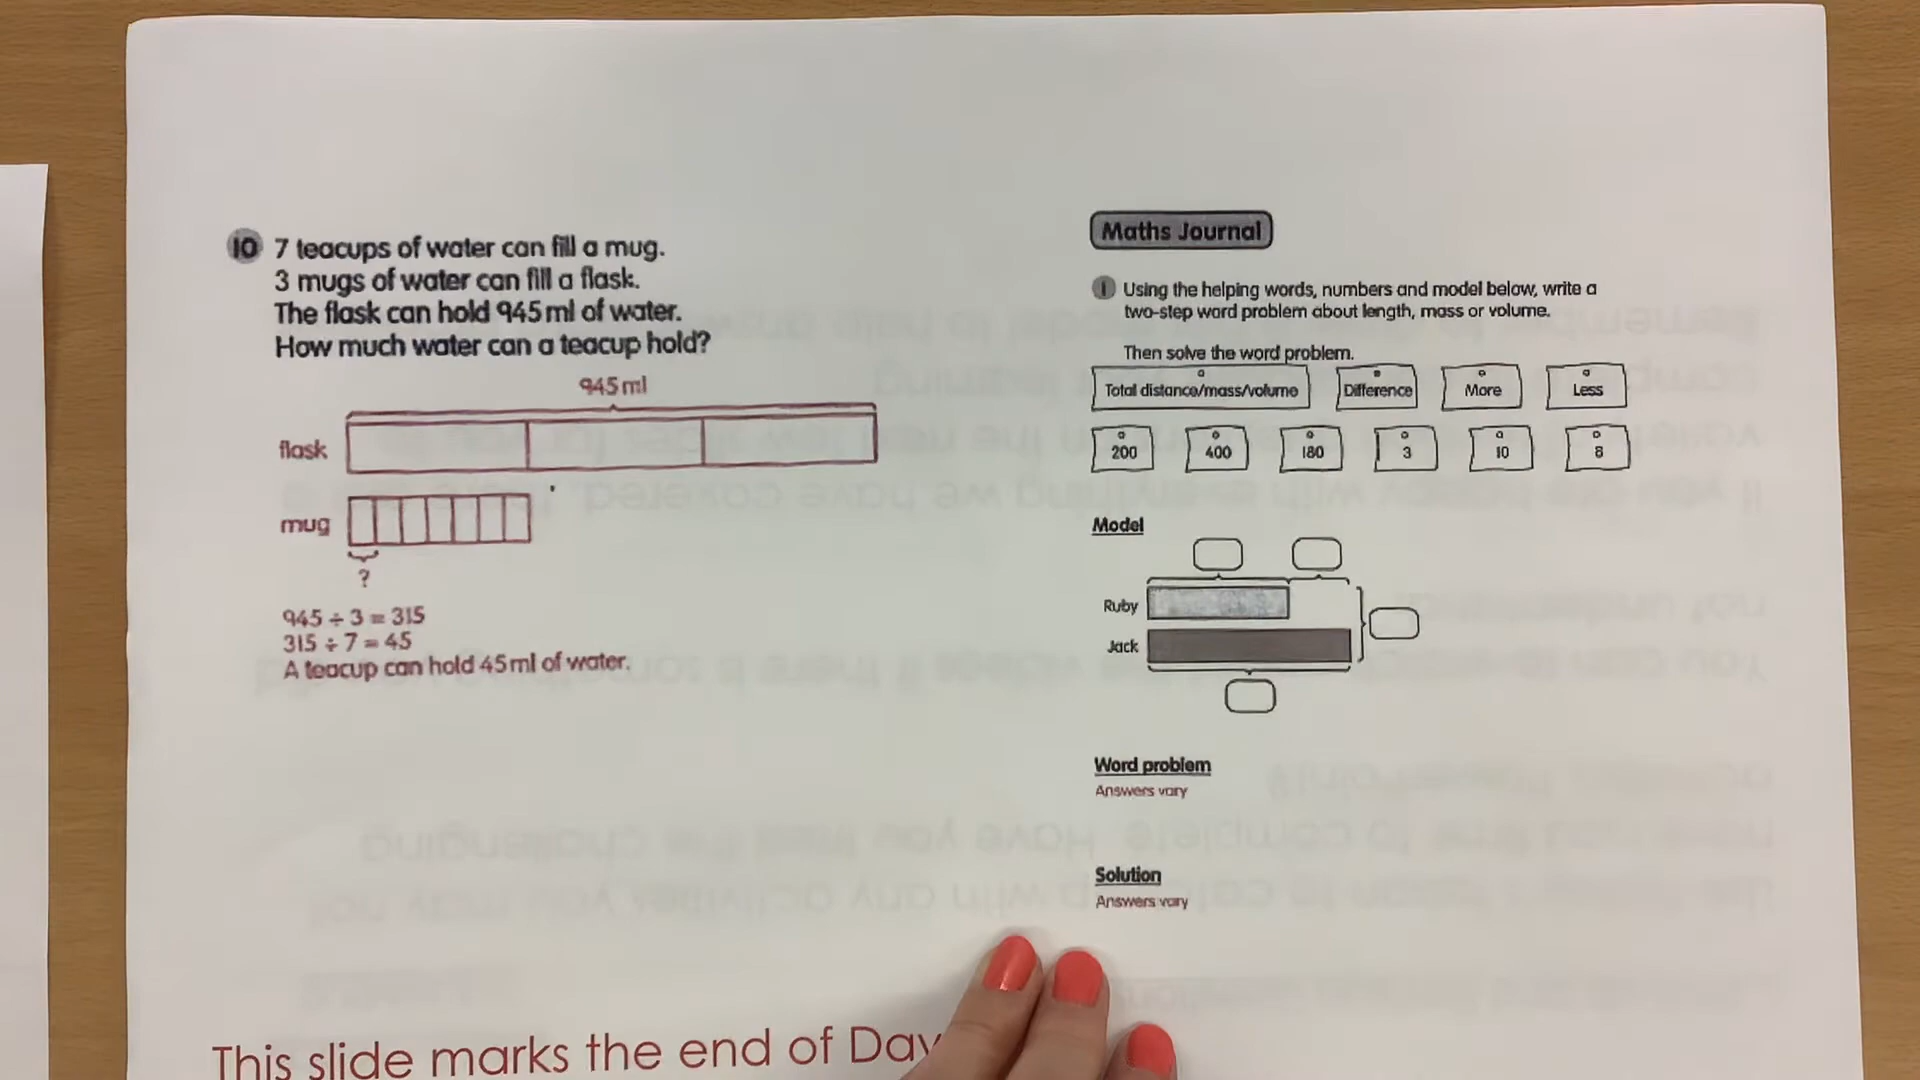 10 7 teacups of water can fill a mug.
3 mugs of water can fill a flask.
The flask can hold 945 ml of water.
How much water can a teacup hold?
945 ml
flask
mug
?
945 ÷ 3 = 315
315 ÷ 7 = 45
A teacup can hold 45 ml of water.
Maths Journal
1 Using the helping words, numbers and model below, write a
two-step word problem about length, mass or volume.
Then solve the word problem.
Total distance/mass/volume Difference More Less
200 400 180 3 10 8
Model
Ruby
Jack
Word problem
Answers vary
Solution
Answers vary
This slide marks the end of Day